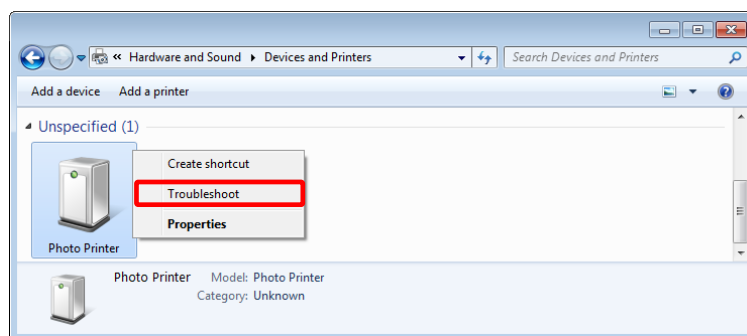 « Hardware and Sound ▸ Devices and Printers
Search Devices and Printers
Add a device Add a printer
Unspecified (1)
Create shortcut
Troubleshoot
Properties
Photo Printer
Photo Printer Model: Photo Printer
Category: Unknown